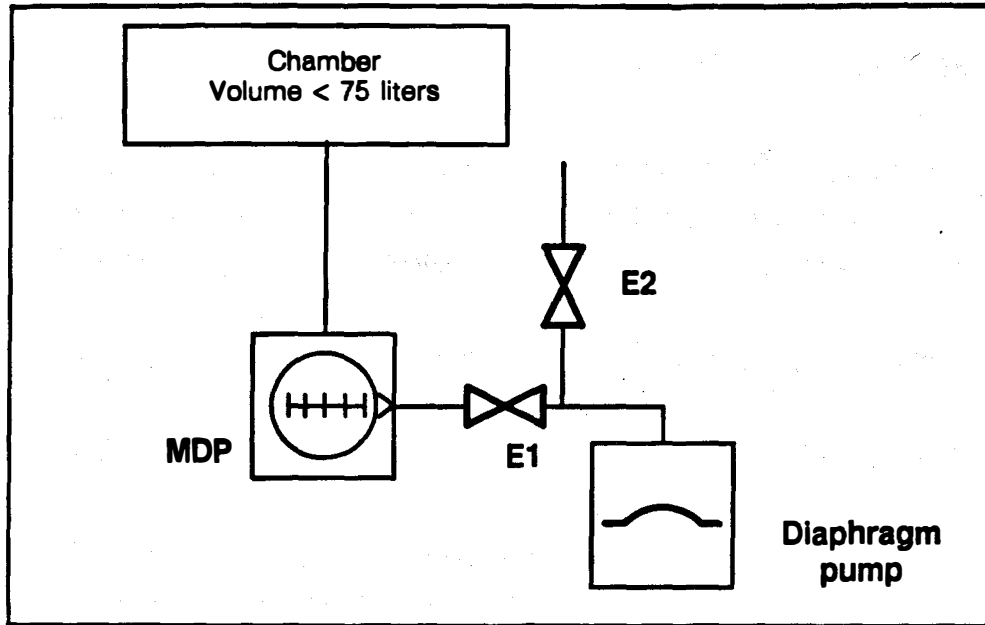 Chamber
Volume < 75 liters
E2
MDP
E1
Diaphragm
pump